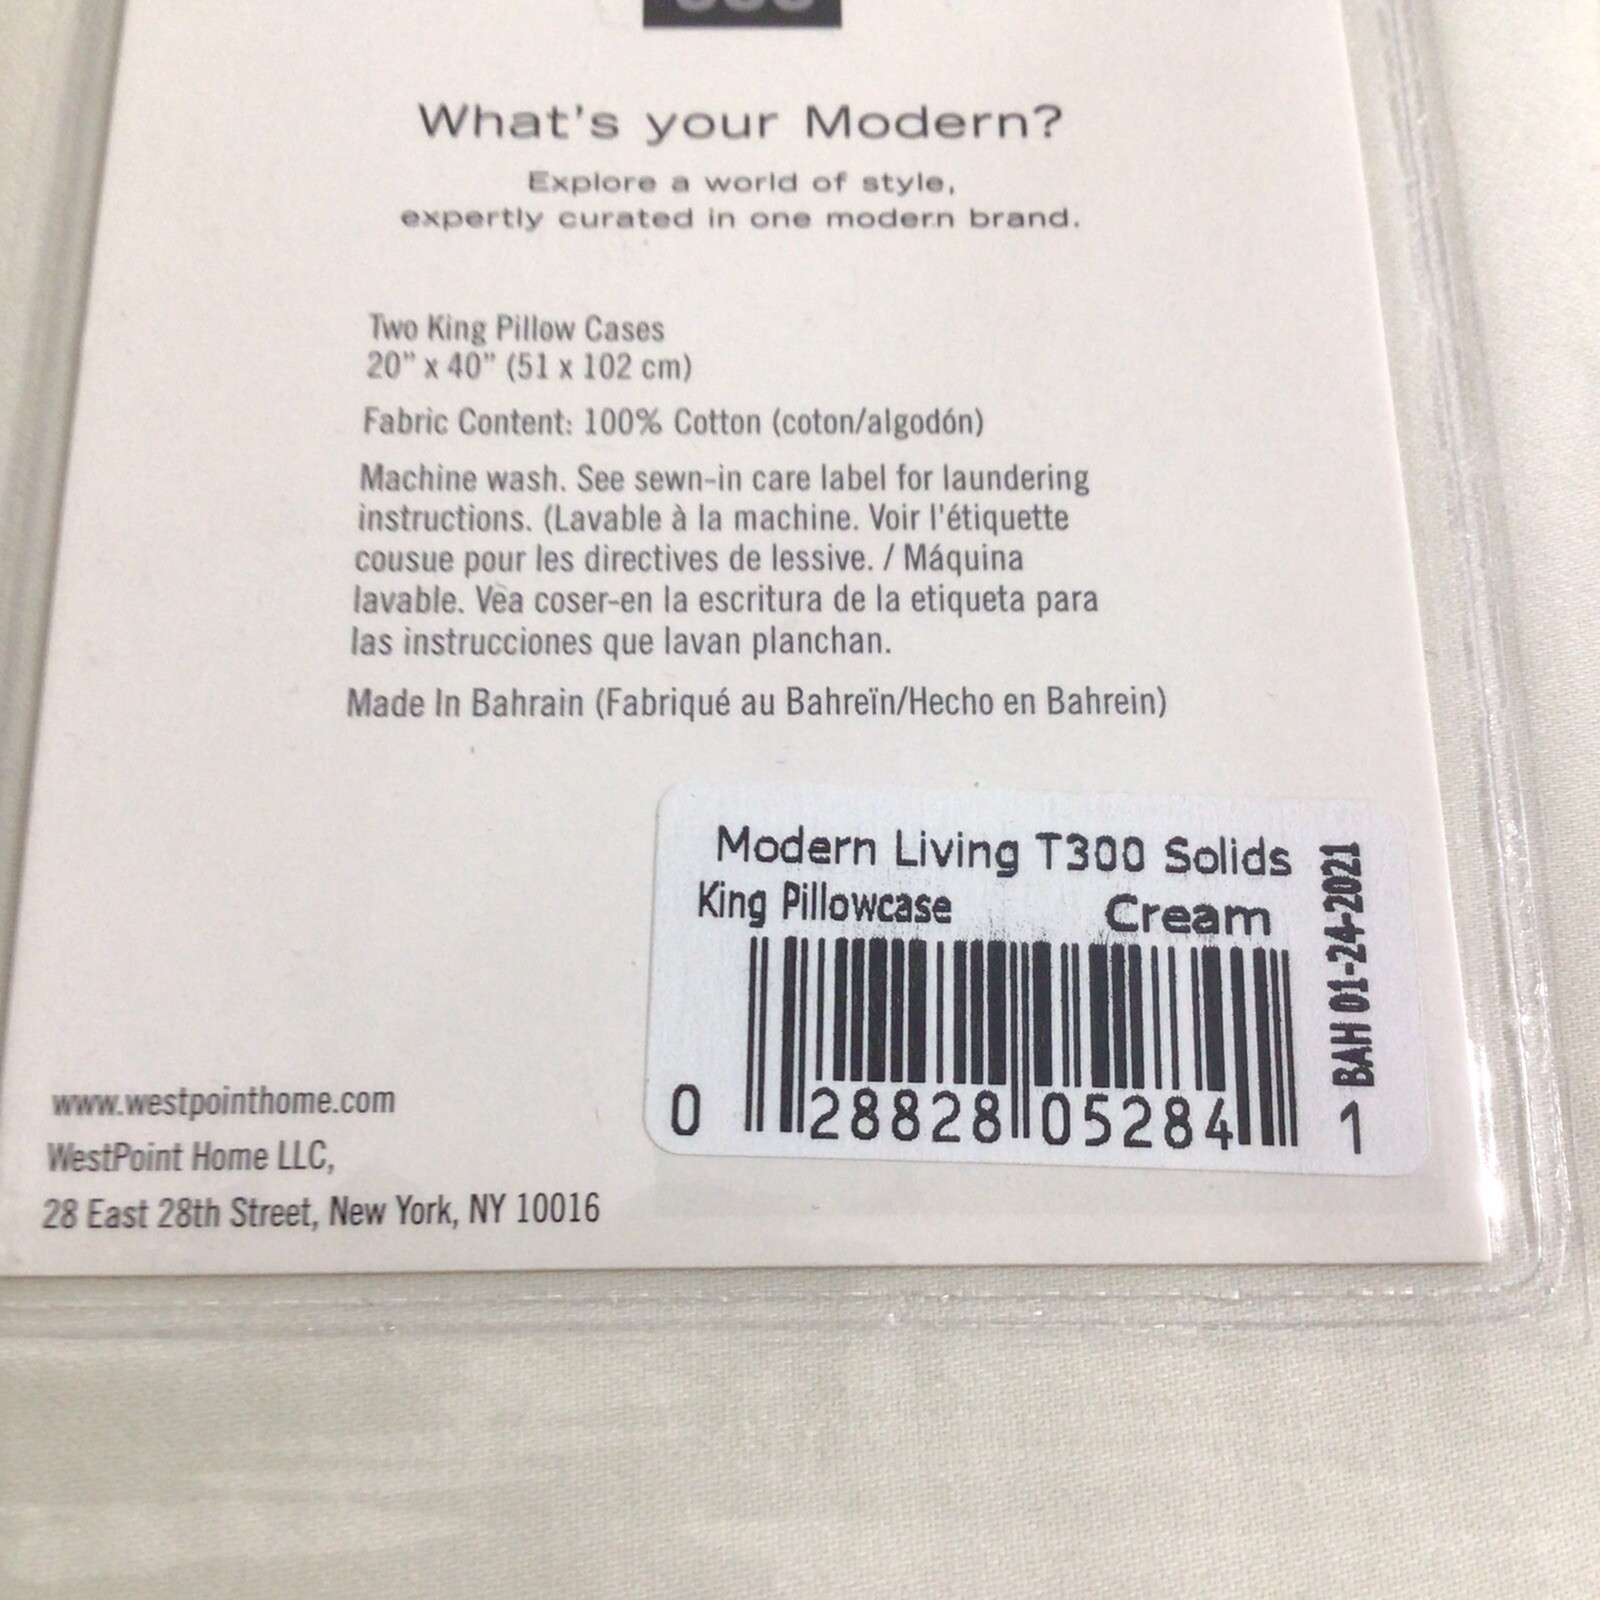 What's your Modern?
Explore a world of style,
expertly curated in one modern brand.
Two King Pillow Cases
20” x 40” (51 x 102 cm)
Fabric Content: 100% Cotton (coton/algodón)
Machine wash. See sewn-in care label for laundering
instructions. (Lavable à la machine. Voir l'étiquette
cousue pour les directives de lessive. / Máquina
lavable. Vea coser-en la escritura de la etiqueta para
las instrucciones que lavan planchan.
Made In Bahrain (Fabriqué au Bahreïn/Hecho en Bahrein)
Modern Living T300 Solids
King Pillowcase Cream
BAH 01-24-2021
0 28828 05284 1
www.westpointhome.com
WestPoint Home LLC,
28 East 28th Street, New York, NY 10016